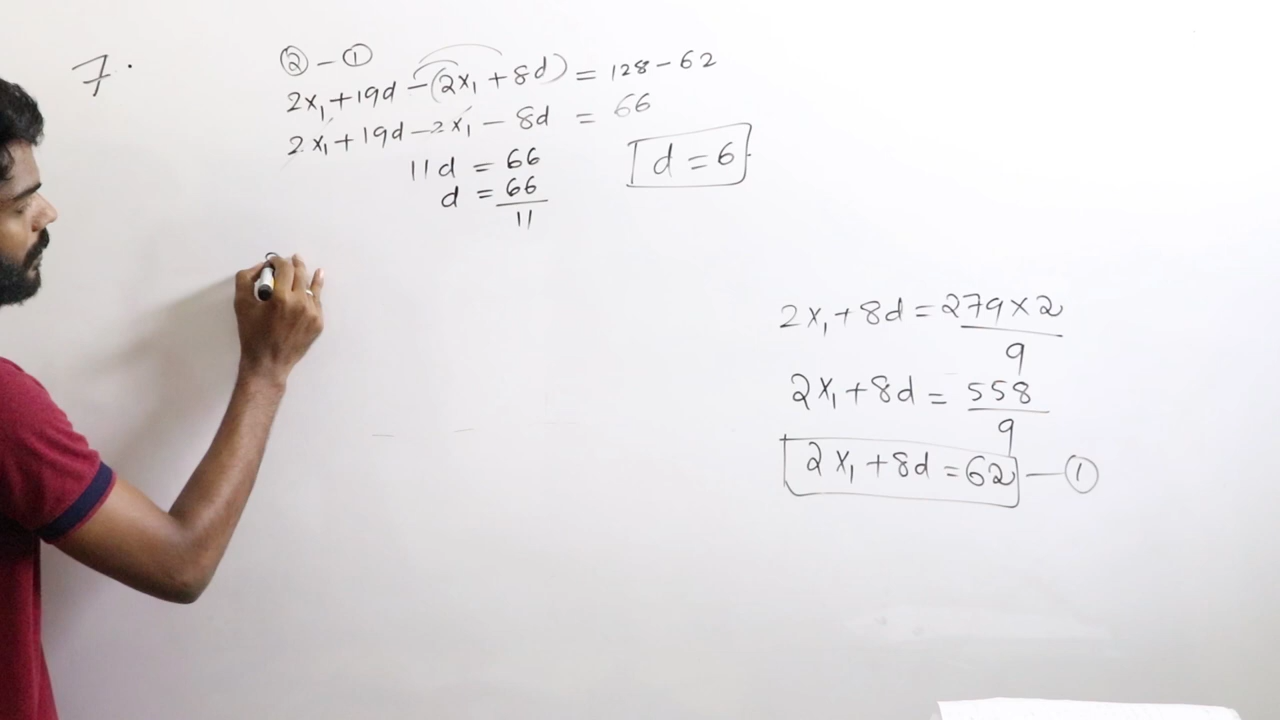 7.
② - ①
2x₁+19d-(2x₁+8d) = 128-62
2x₁+19d-2x₁-8d = 66
11d = 66
d = 66/11
d = 6
2x₁+8d = 279×2/9
2x₁+8d = 558/9
2x₁+8d = 62 — ①